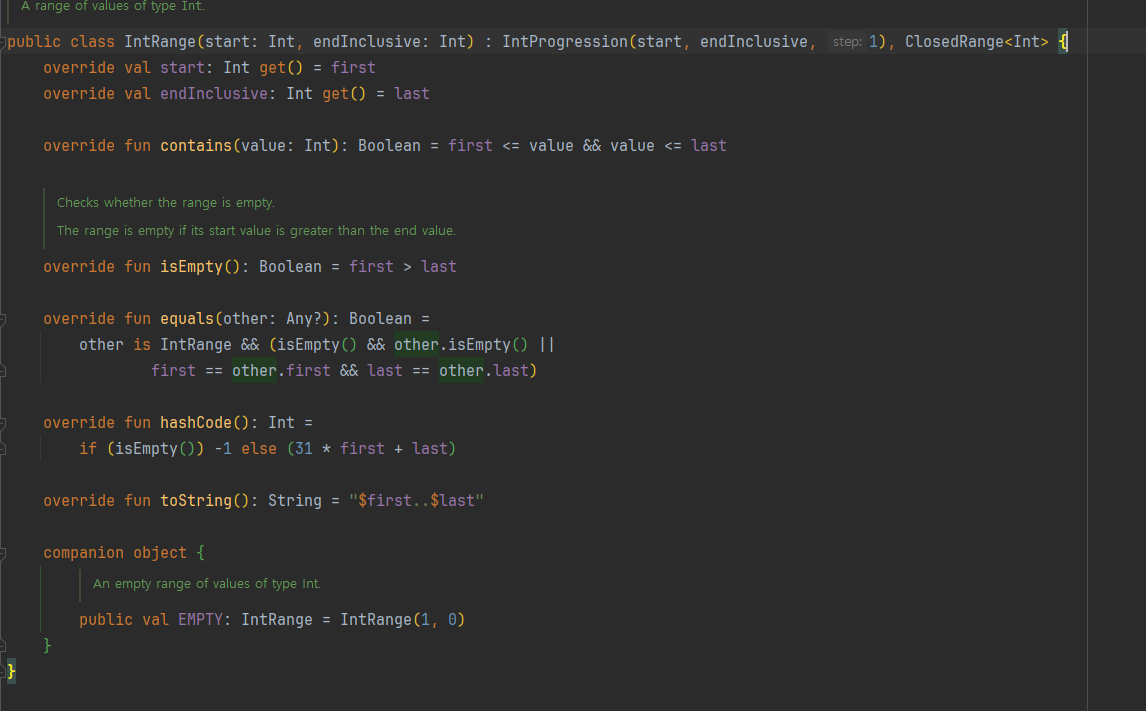 A range of values of type Int.
public class IntRange(start: Int, endInclusive: Int) : IntProgression(start, endInclusive, step: 1), ClosedRange<Int> {
override val start: Int get() = first
override val endInclusive: Int get() = last
override fun contains(value: Int): Boolean = first <= value && value <= last
Checks whether the range is empty.
The range is empty if its start value is greater than the end value.
override fun isEmpty(): Boolean = first > last
override fun equals(other: Any?): Boolean =
other is IntRange && (isEmpty() && other.isEmpty() ||
first == other.first && last == other.last)
override fun hashCode(): Int =
if (isEmpty()) -1 else (31 * first + last)
override fun toString(): String = "$first..$last"
companion object {
An empty range of values of type Int.
public val EMPTY: IntRange = IntRange(1, 0)
}
}